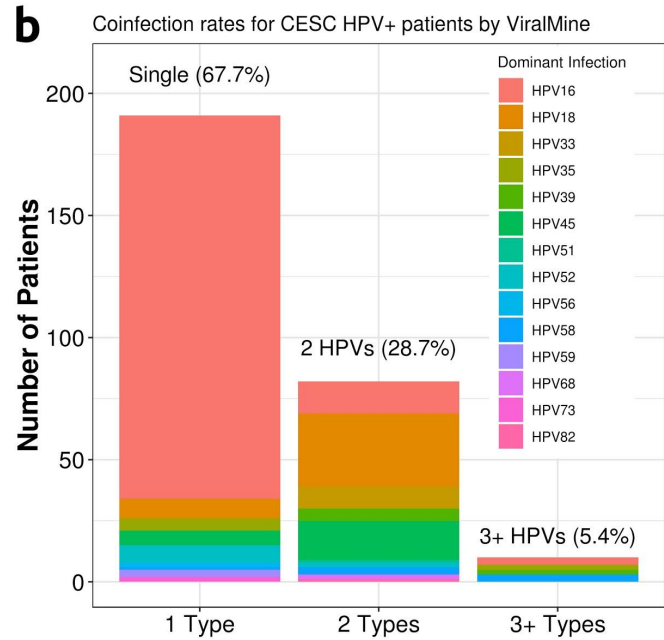 b
Coinfection rates for CESC HPV+ patients by ViralMine
Number of Patients
200
150
100
50
0
Single (67.7%)
2 HPVs (28.7%)
3+ HPVs (5.4%)
Dominant Infection
HPV16
HPV18
HPV33
HPV35
HPV39
HPV45
HPV51
HPV52
HPV56
HPV58
HPV59
HPV68
HPV73
HPV82
1 Type
2 Types
3+ Types